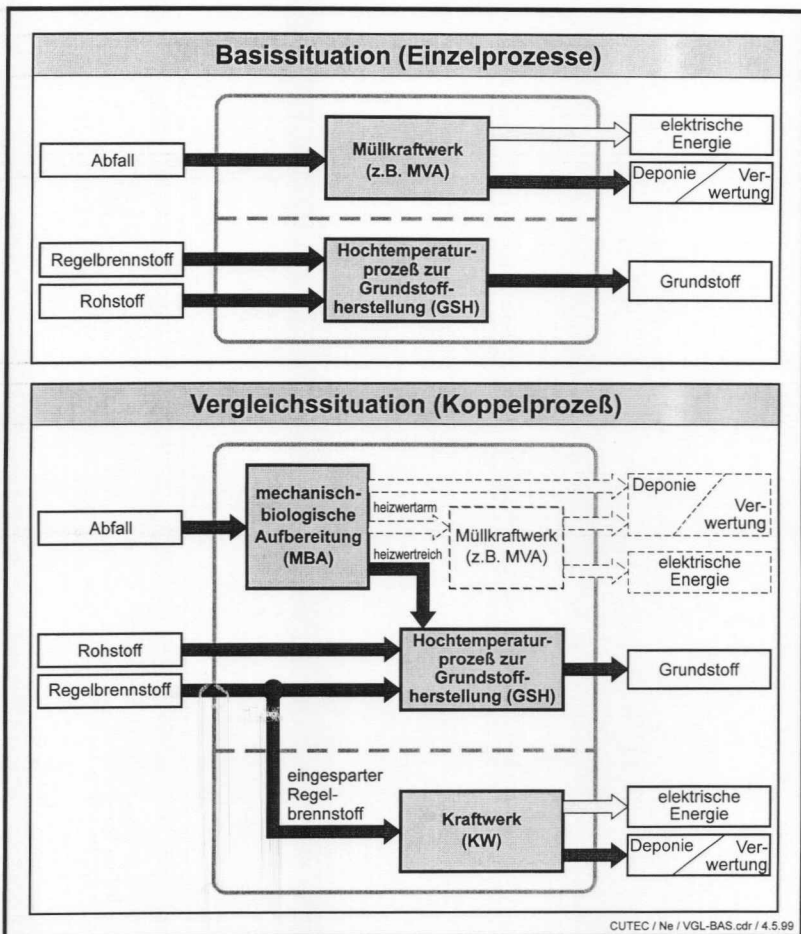 Basissituation (Einzelprozesse)
Abfall
Müllkraftwerk
(z.B. MVA)
elektrische
Energie
Deponie
Ver-
wertung
Regelbrennstoff
Rohstoff
Hochtemperatur-
prozeß zur
Grundstoff-
herstellung (GSH)
Grundstoff
Vergleichssituation (Koppelprozeß)
Abfall
mechanisch-
biologische
Aufbereitung
(MBA)
heizwertarm
heizwertreich
Müllkraftwerk
(z.B. MVA)
Deponie
Ver-
wertung
elektrische
Energie
Rohstoff
Regelbrennstoff
Hochtemperatur-
prozeß zur
Grundstoff-
herstellung (GSH)
Grundstoff
eingesparter
Regel-
brennstoff
Kraftwerk
(KW)
elektrische
Energie
Deponie
Ver-
wertung
CUTEC / Ne / VGL-BAS.cdr / 4.5.99